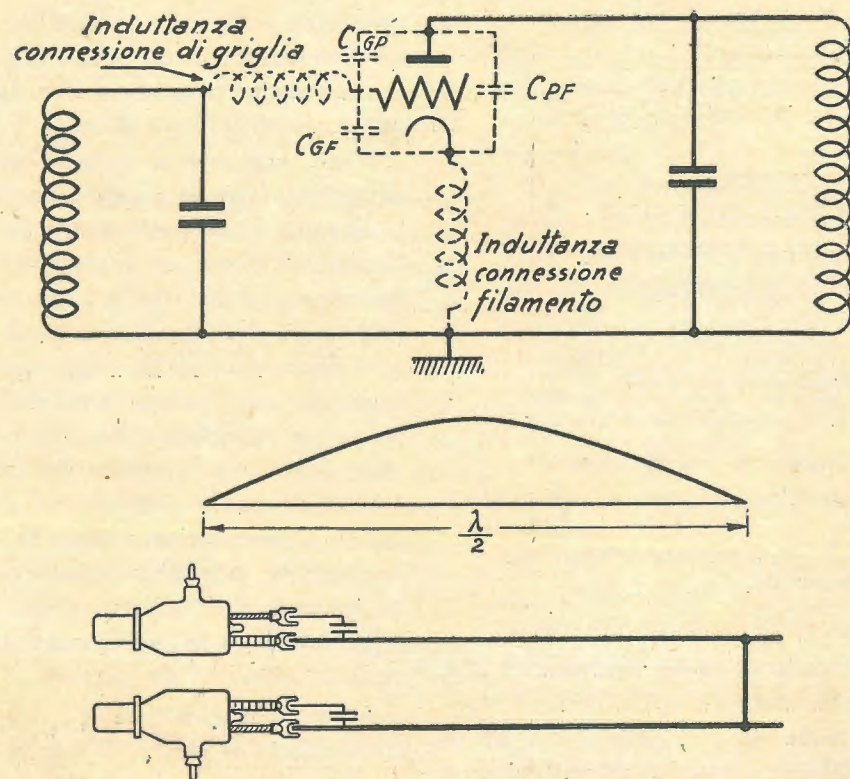 Induttanza
connessione di griglia
CGP
CPF
CGF
Induttanza
connessione
filamento
λ
2